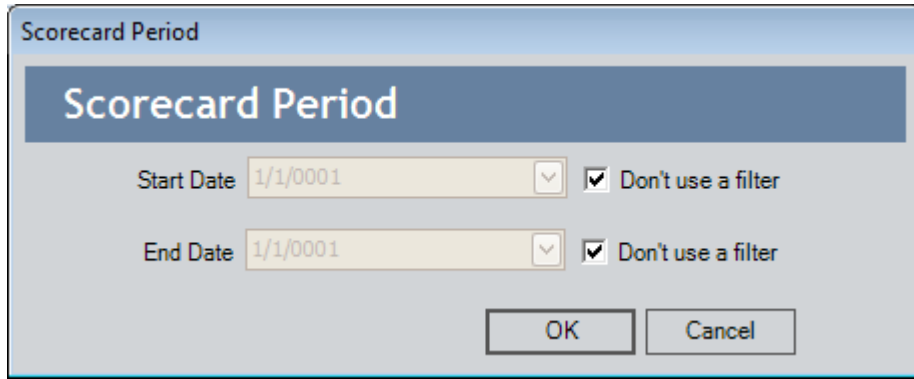 Scorecard Period
Scorecard Period
Start Date 1/1/0001 Don't use a filter
End Date 1/1/0001 Don't use a filter
OK Cancel